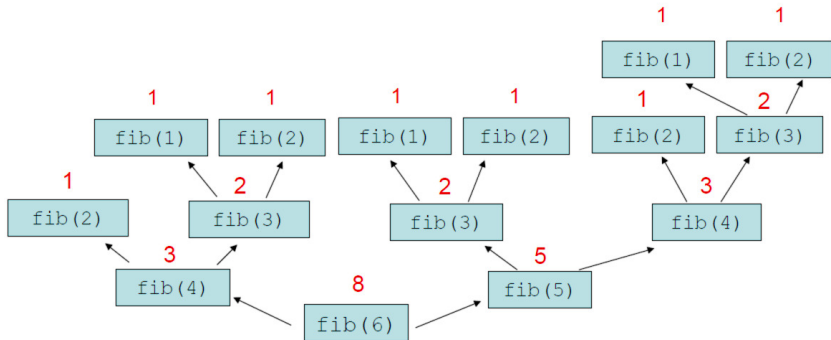 1 1
fib(1) fib(2)
1 1 1 1 1 2
fib(1) fib(2) fib(1) fib(2) fib(2) fib(3)
1 2 2 3
fib(2) fib(3) fib(3) fib(4)
3 5
fib(4) fib(5)
8
fib(6)